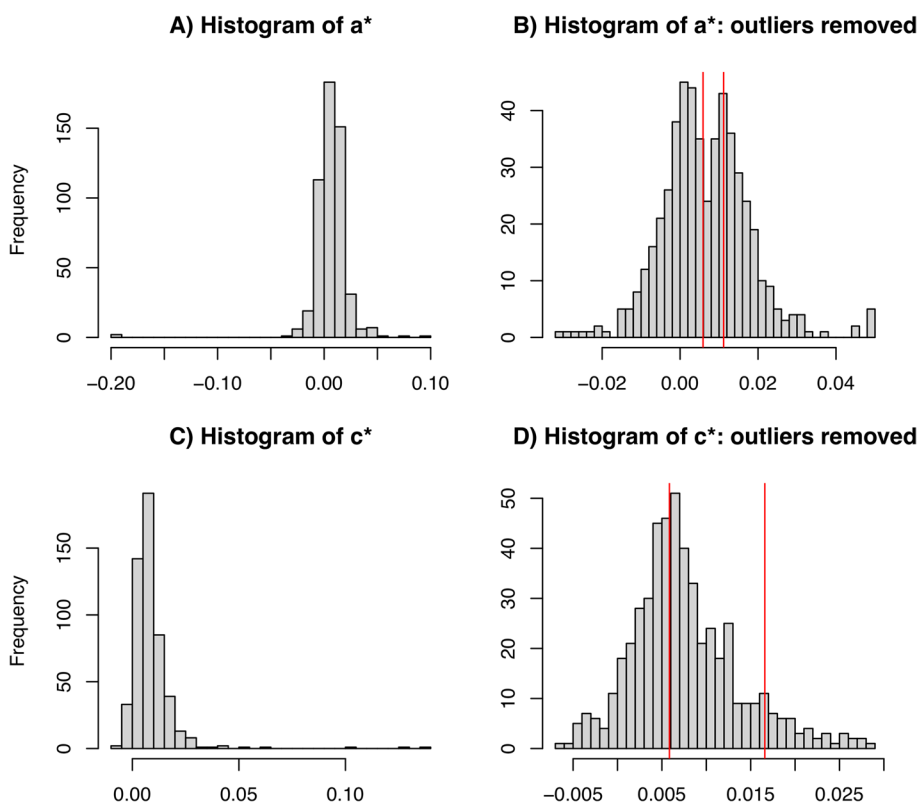 A) Histogram of a*
B) Histogram of a*: outliers removed
Frequency
0 50 100 150
−0.20 −0.10 0.00 0.10
0 10 20 30 40
−0.02 0.00 0.02 0.04
C) Histogram of c*
D) Histogram of c*: outliers removed
Frequency
0 50 100 150
0.00 0.05 0.10
0 10 20 30 40 50
−0.005 0.005 0.015 0.025